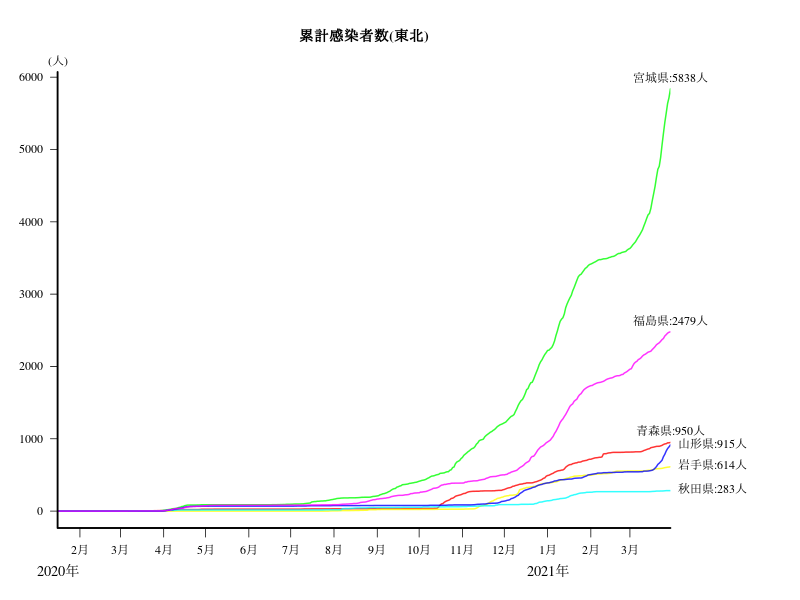 累計感染者数(東北)
(人)
6000
5000
4000
3000
2000
1000
0
宮城県:5838人
福島県:2479人
青森県:950人
山形県:915人
岩手県:614人
秋田県:283人
2月 3月 4月 5月 6月 7月 8月 9月 10月 11月 12月 1月 2月 3月
2020年 2021年